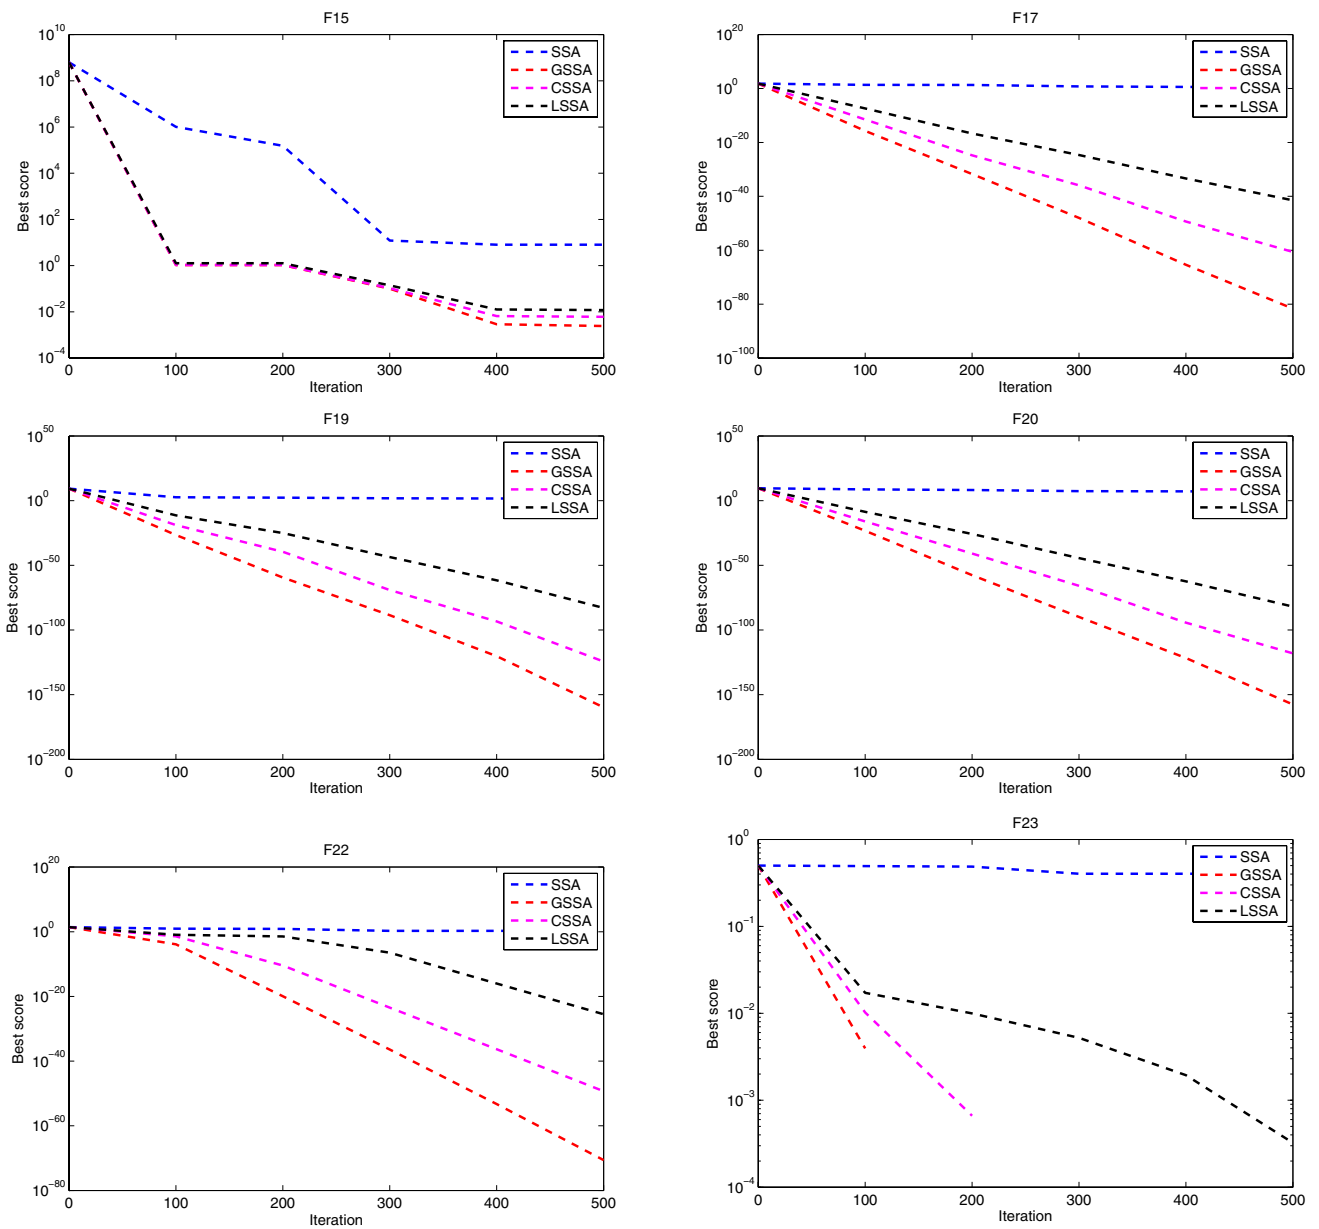 F15
10^10
10^8
10^6
10^4
10^2
10^0
10^−2
10^−4
Best score
0 100 200 300 400 500
Iteration
SSA
GSSA
CSSA
LSSA
F17
10^20
10^0
10^−20
10^−40
10^−60
10^−80
10^−100
Best score
0 100 200 300 400 500
Iteration
SSA
GSSA
CSSA
LSSA
F19
10^50
10^0
10^−50
10^−100
10^−150
10^−200
Best score
0 100 200 300 400 500
Iteration
SSA
GSSA
CSSA
LSSA
F20
10^50
10^0
10^−50
10^−100
10^−150
10^−200
Best score
0 100 200 300 400 500
Iteration
SSA
GSSA
CSSA
LSSA
F22
10^20
10^0
10^−20
10^−40
10^−60
10^−80
Best score
0 100 200 300 400 500
Iteration
SSA
GSSA
CSSA
LSSA
F23
10^0
10^−1
10^−2
10^−3
10^−4
Best score
0 100 200 300 400 500
Iteration
SSA
GSSA
CSSA
LSSA